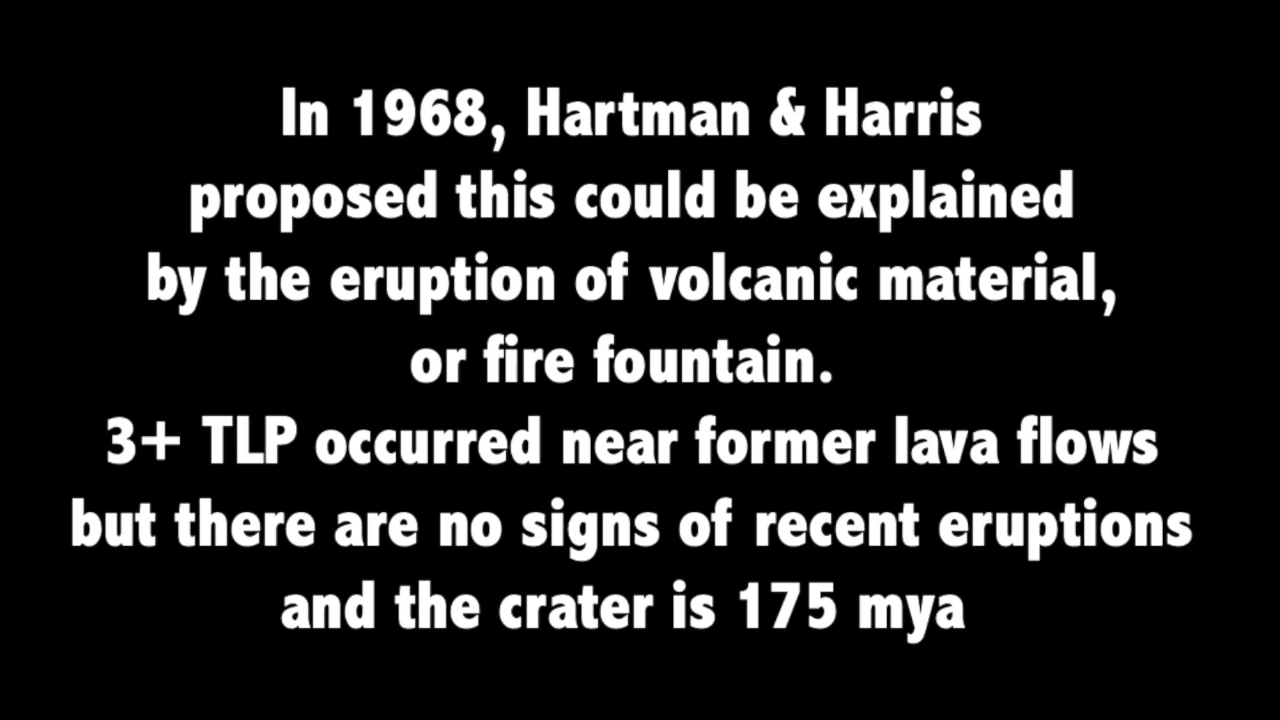 In 1968, Hartman & Harris
proposed this could be explained
by the eruption of volcanic material,
or fire fountain.
3+ TLP occurred near former lava flows
but there are no signs of recent eruptions
and the crater is 175 mya